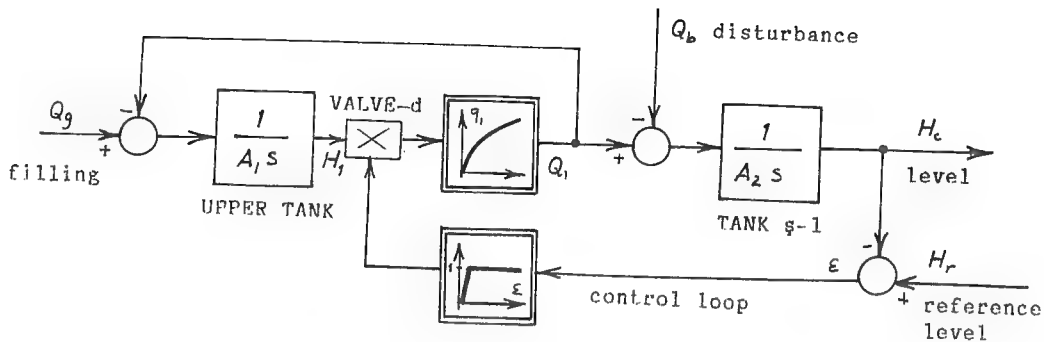 Q_b disturbance
Q_g
filling
-
+
1
A_1 s
UPPER TANK
H_1
VALVE-d
q_1
Q_1
-
+
1
A_2 s
TANK ş-1
H_c
level
1
ε
control loop
ε
-
+
H_r
reference
level